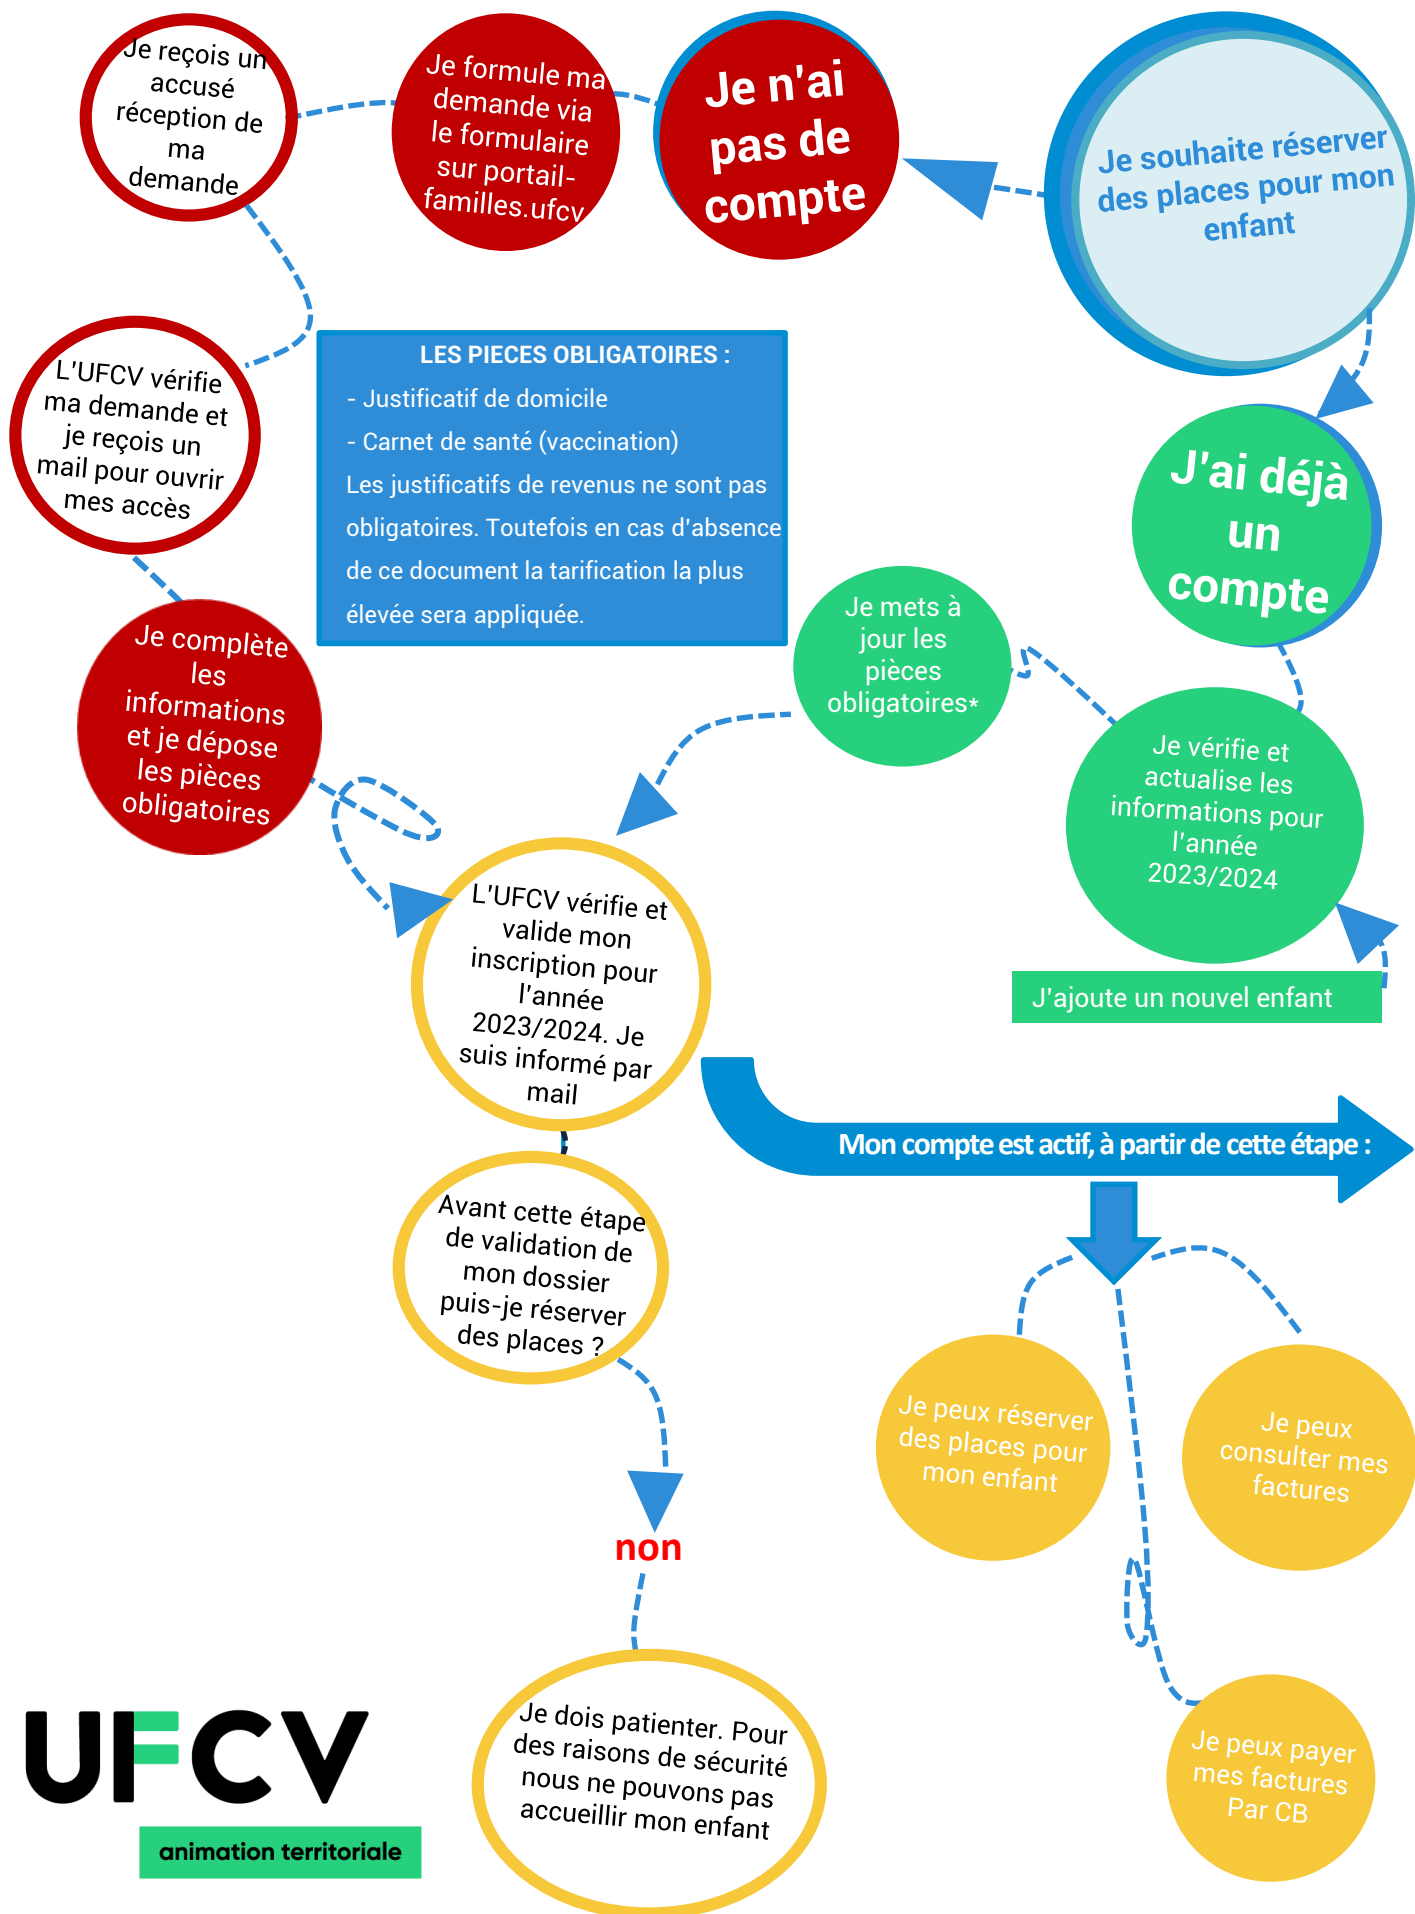 Je souhaite réserver
des places pour mon
enfant
Je n'ai
pas de
compte
Je formule ma
demande via
le formulaire
sur portail-
familles.ufcv
Je reçois un
accusé
réception de
ma
demande
L'UFCV vérifie
ma demande et
je reçois un
mail pour ouvrir
mes accès
Je complète
les
informations
et je dépose
les pièces
obligatoires
LES PIECES OBLIGATOIRES :
- Justificatif de domicile
- Carnet de santé (vaccination)
Les justificatifs de revenus ne sont pas
obligatoires. Toutefois en cas d'absence
de ce document la tarification la plus
élevée sera appliquée.
J'ai déjà
un
compte
Je vérifie et
actualise les
informations pour
l'année
2023/2024
J'ajoute un nouvel enfant
Je mets à
jour les
pièces
obligatoires*
L'UFCV vérifie et
valide mon
inscription pour
l'année
2023/2024. Je
suis informé par
mail
Mon compte est actif, à partir de cette étape :
Avant cette étape
de validation de
mon dossier
puis-je réserver
des places ?
non
Je dois patienter. Pour
des raisons de sécurité
nous ne pouvons pas
accueillir mon enfant
Je peux réserver
des places pour
mon enfant
Je peux
consulter mes
factures
Je peux payer
mes factures
Par CB
UFCV
animation territoriale